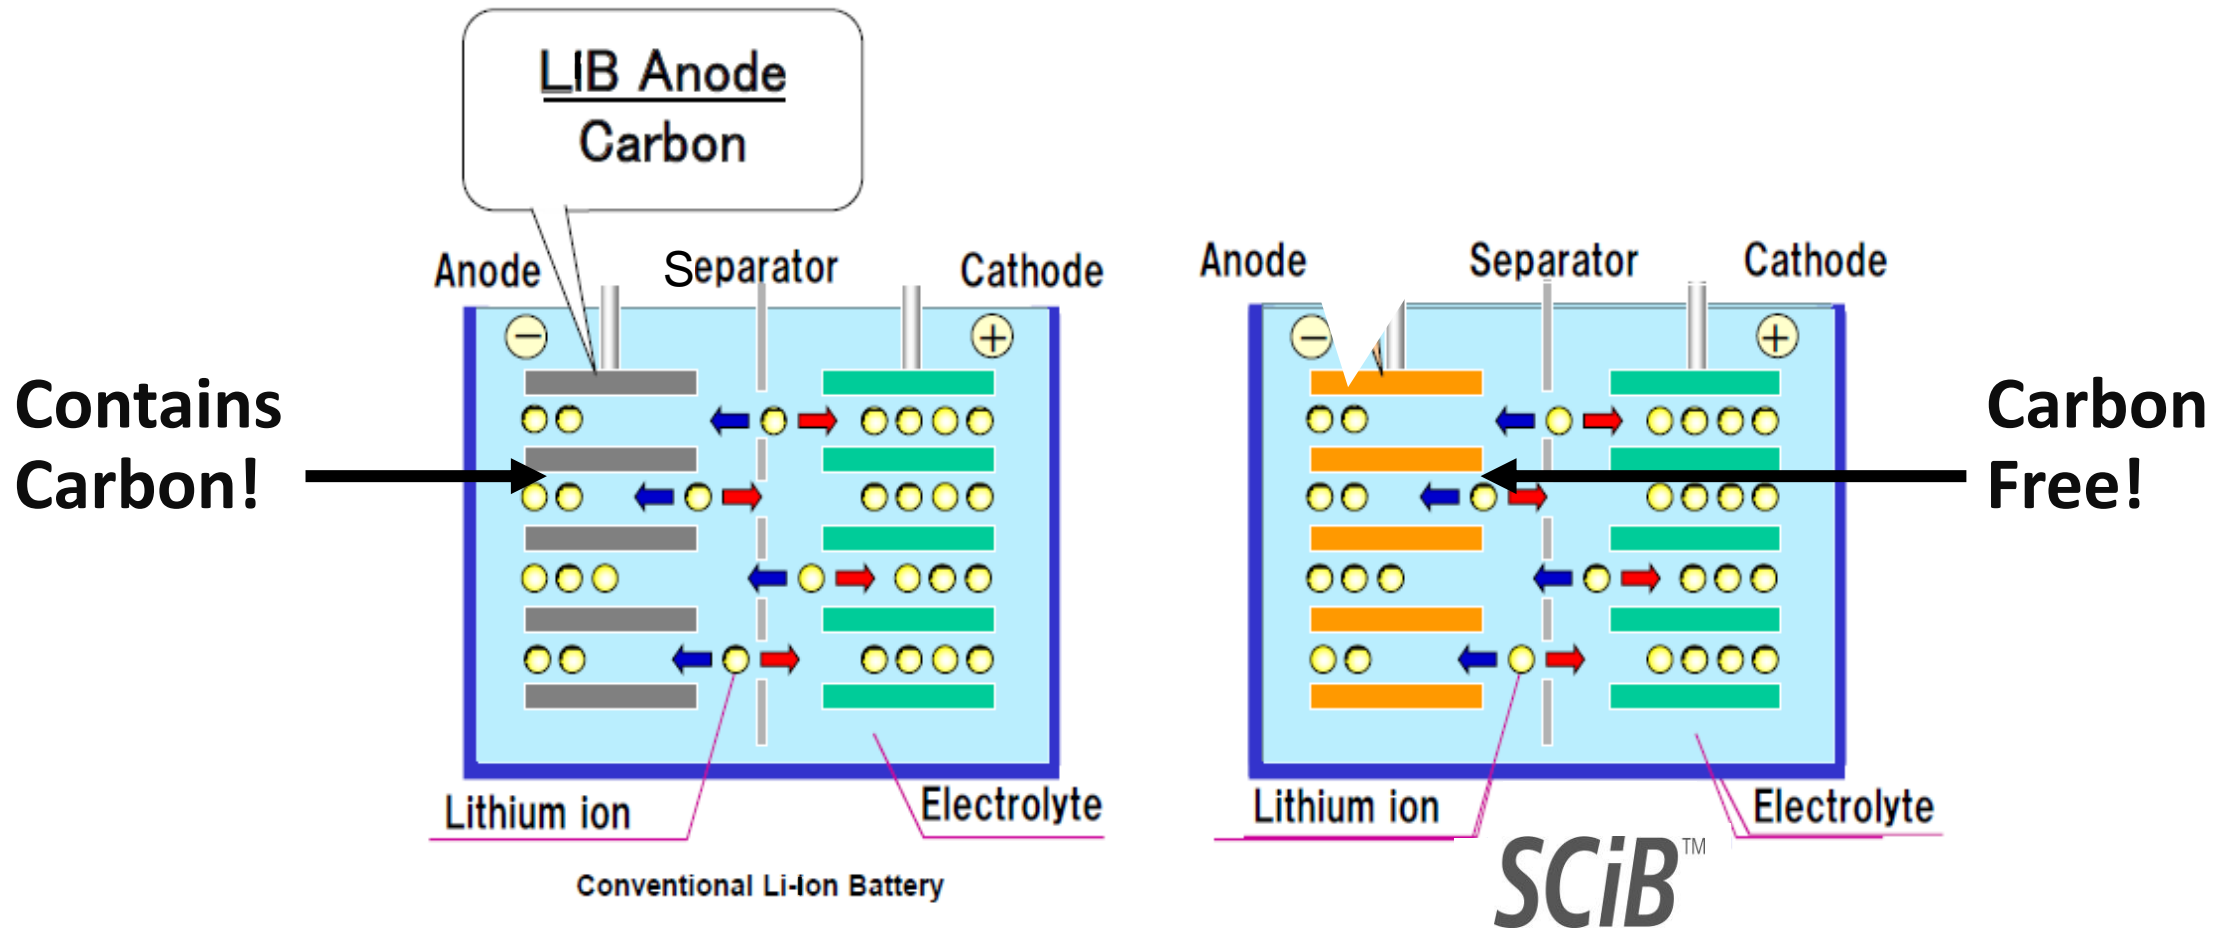 LIB Anode
Carbon
Anode
Separator
Cathode
Anode
Separator
Cathode
−
+
−
+
Contains
Carbon!
Carbon
Free!
Lithium ion
Electrolyte
Lithium ion
Electrolyte
Conventional Li-Ion Battery
SCiB™